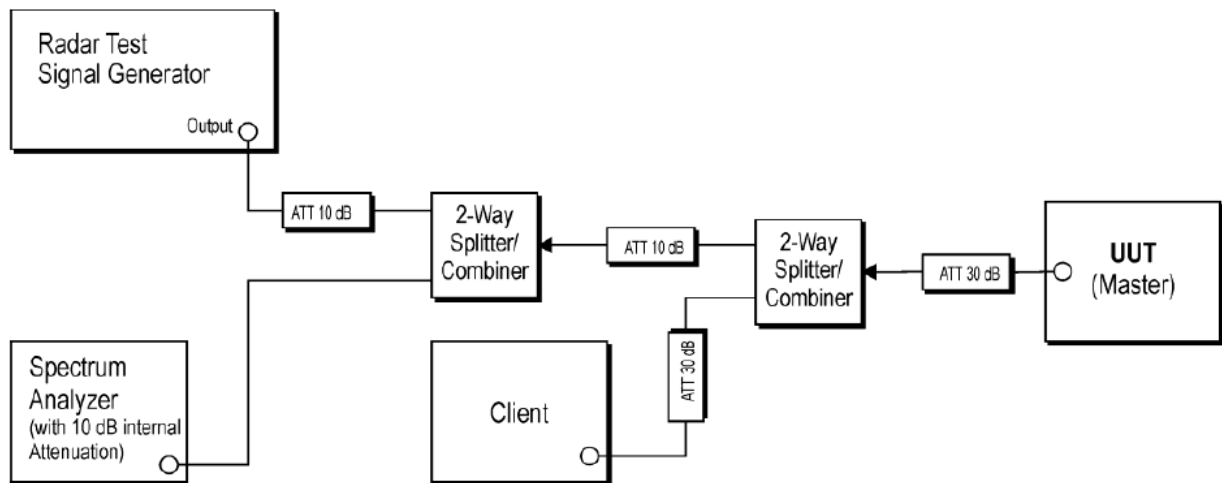 Radar Test
Signal Generator
Output
ATT 10 dB
2-Way
Splitter/
Combiner
ATT 10 dB
2-Way
Splitter/
Combiner
ATT 30 dB
UUT
(Master)
ATT 30 dB
Spectrum
Analyzer
(with 10 dB internal
Attenuation)
Client